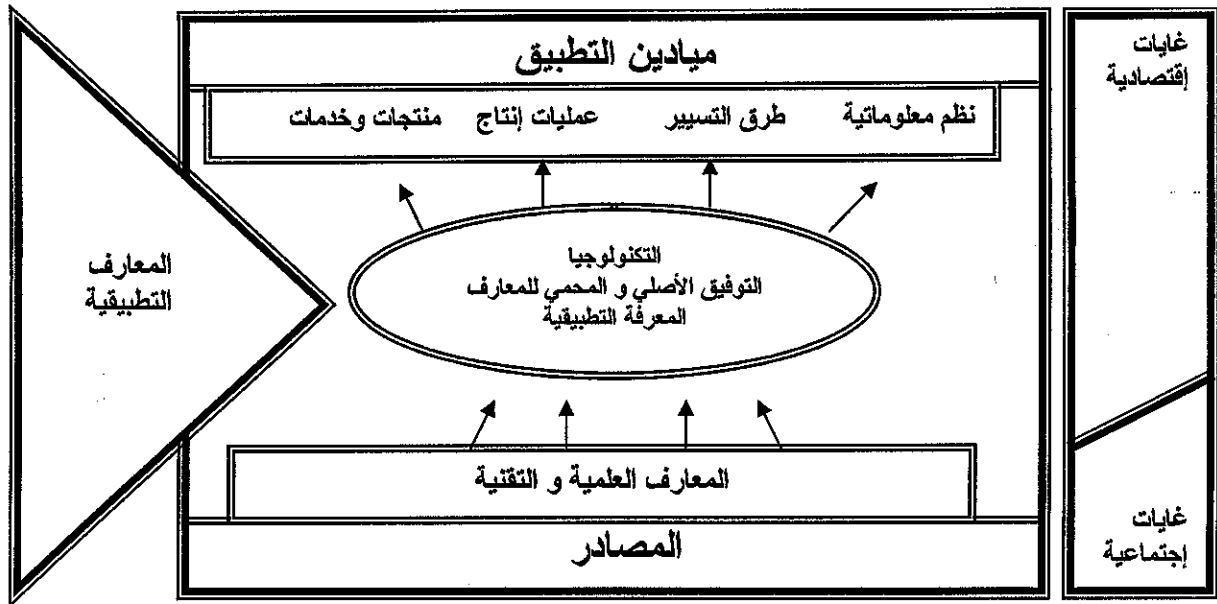 ميادين التطبيق
نظم معلوماتية
طرق التسيير
عمليات إنتاج
منتجات وخدمات
غايات
إقتصادية
التكنولوجيا
التوفيق الأصلي و المحمي للمعارف
المعرفة التطبيقية
المعارف
التطبيقية
المعارف العلمية و التقنية
المصادر
غايات
إجتماعية